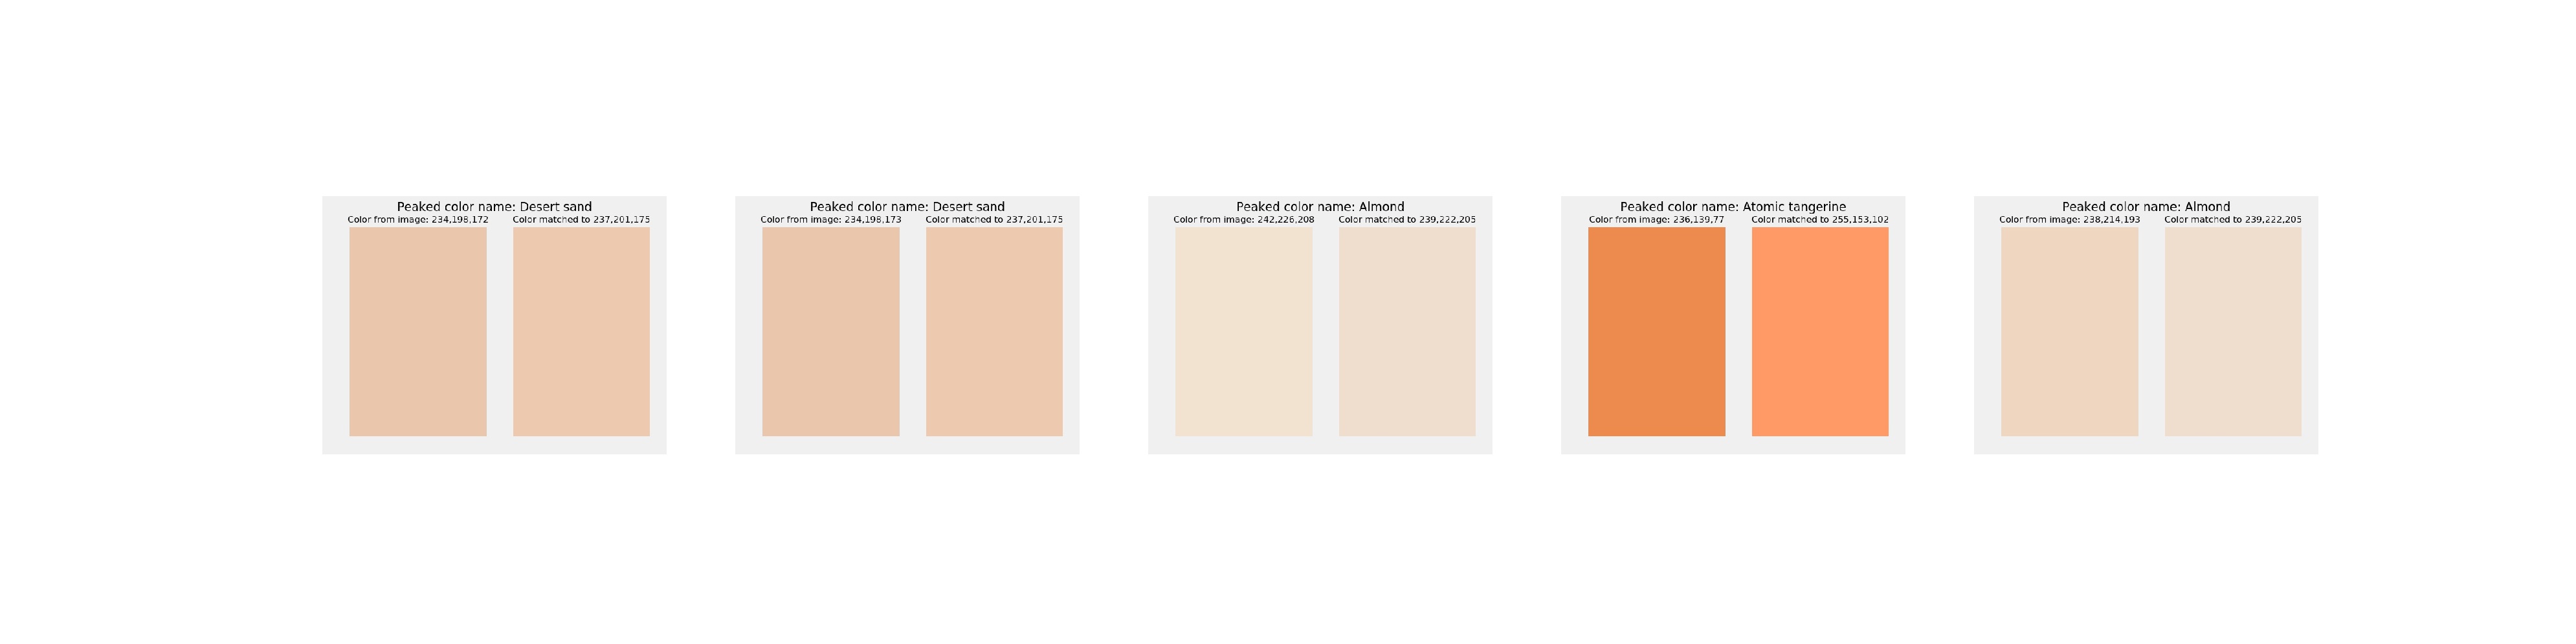 Peaked color name: Desert sand
Color from image: 234,198,172
Color matched to 237,201,175
Peaked color name: Desert sand
Color from image: 234,198,173
Color matched to 237,201,175
Peaked color name: Almond
Color from image: 242,226,208
Color matched to 239,222,205
Peaked color name: Atomic tangerine
Color from image: 236,139,77
Color matched to 255,153,102
Peaked color name: Almond
Color from image: 238,214,193
Color matched to 239,222,205